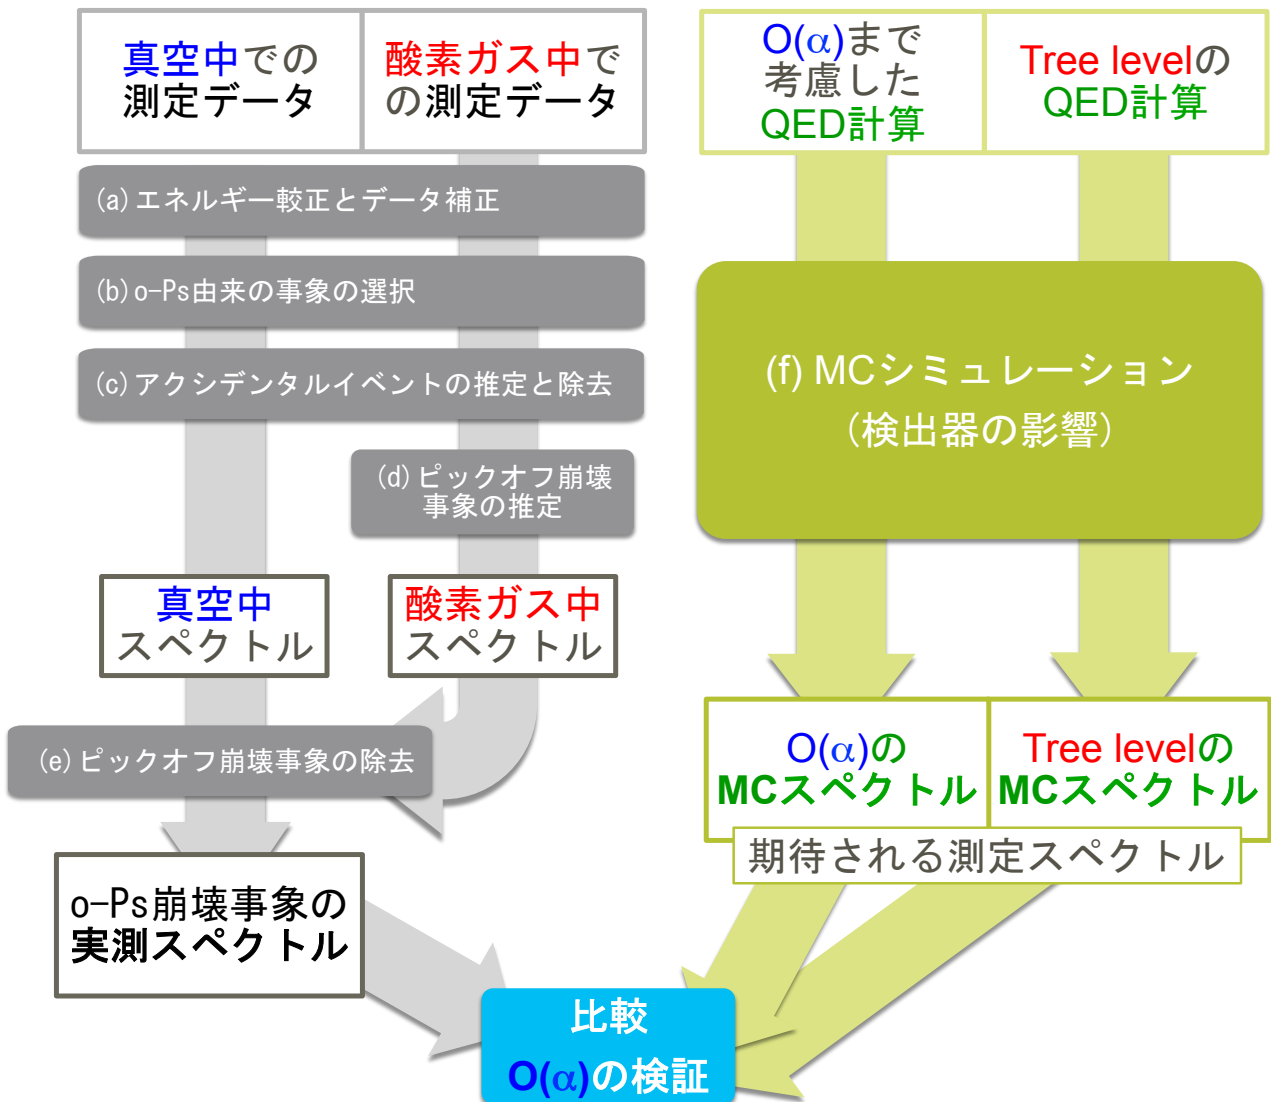 真空中での
測定データ
酸素ガス中で
の測定データ
O(α)まで
考慮した
QED計算
Tree levelの
QED計算
(a)エネルギー較正とデータ補正
(b)o-Ps由来の事象の選択
(c)アクシデンタルイベントの推定と除去
(d)ピックオフ崩壊
事象の推定
(f) MCシミュレーション
（検出器の影響）
真空中
スペクトル
酸素ガス中
スペクトル
(e)ピックオフ崩壊事象の除去
O(α)の
MCスペクトル
Tree levelの
MCスペクトル
期待される測定スペクトル
o-Ps崩壊事象の
実測スペクトル
比較
O(α)の検証